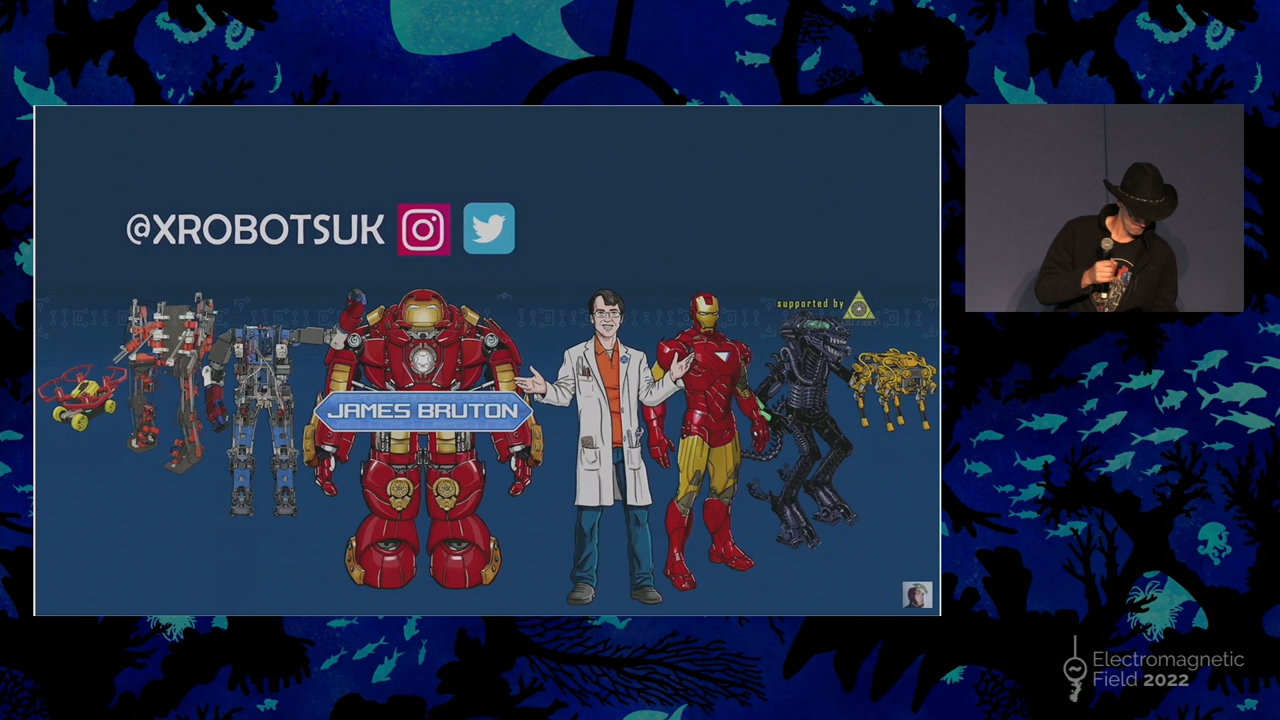 @XROBOTSUK
supported by
JAMES BRUTON
Electromagnetic
Field 2022